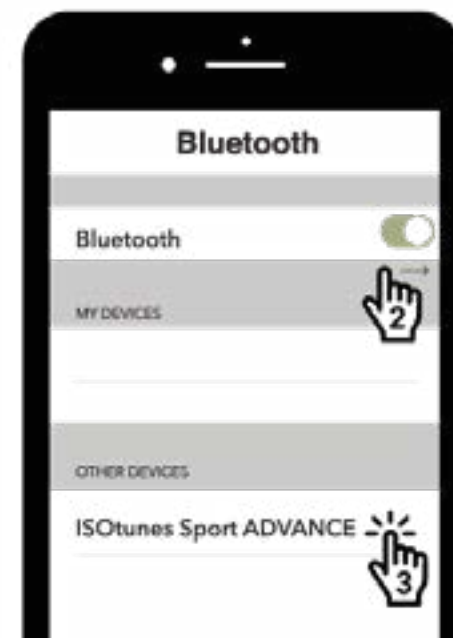 Bluetooth
Bluetooth
2
MY DEVICES
OTHER DEVICES
ISOtunes Sport ADVANCE
3